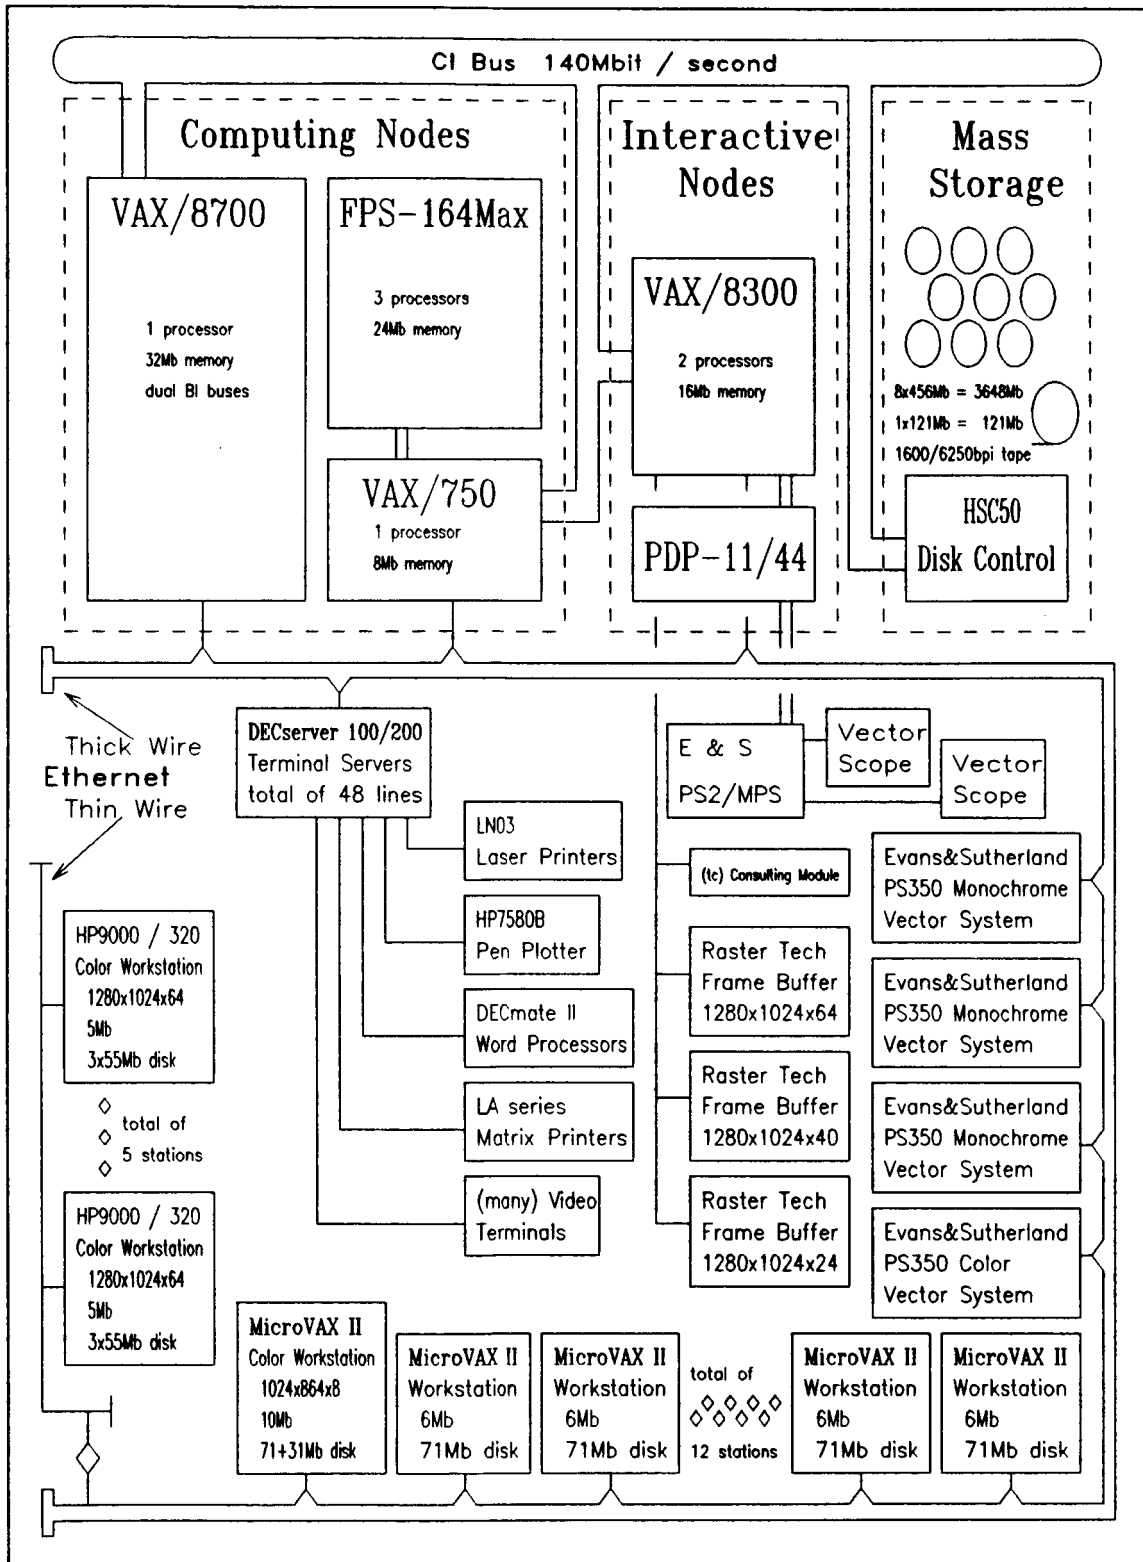 CI Bus 140Mbit / second
Computing Nodes
VAX/8700
1 processor
32Mb memory
dual BI buses
FPS-164Max
3 processors
24Mb memory
VAX/750
1 processor
8Mb memory
Interactive
Nodes
VAX/8300
2 processors
16Mb memory
PDP-11/44
Mass
Storage
8x456Mb = 3648Mb
1x121Mb = 121Mb
1600/6250bpi tape
HSC50
Disk Control
Thick Wire
Ethernet
Thin Wire
DECserver 100/200
Terminal Servers
total of 48 lines
LN03
Laser Printers
HP7580B
Pen Plotter
DECmate II
Word Processors
LA series
Matrix Printers
(many) Video
Terminals
E & S
PS2/MPS
Vector
Scope
Vector
Scope
(tc) Consulting Module
Raster Tech
Frame Buffer
1280x1024x64
Raster Tech
Frame Buffer
1280x1024x40
Raster Tech
Frame Buffer
1280x1024x24
Evans&Sutherland
PS350 Monochrome
Vector System
Evans&Sutherland
PS350 Monochrome
Vector System
Evans&Sutherland
PS350 Monochrome
Vector System
Evans&Sutherland
PS350 Color
Vector System
HP9000 / 320
Color Workstation
1280x1024x64
5Mb
3x55Mb disk
total of
5 stations
HP9000 / 320
Color Workstation
1280x1024x64
5Mb
3x55Mb disk
MicroVAX II
Color Workstation
1024x864x8
10Mb
71+31Mb disk
MicroVAX II
Workstation
6Mb
71Mb disk
MicroVAX II
Workstation
6Mb
71Mb disk
total of
12 stations
MicroVAX II
Workstation
6Mb
71Mb disk
MicroVAX II
Workstation
6Mb
71Mb disk